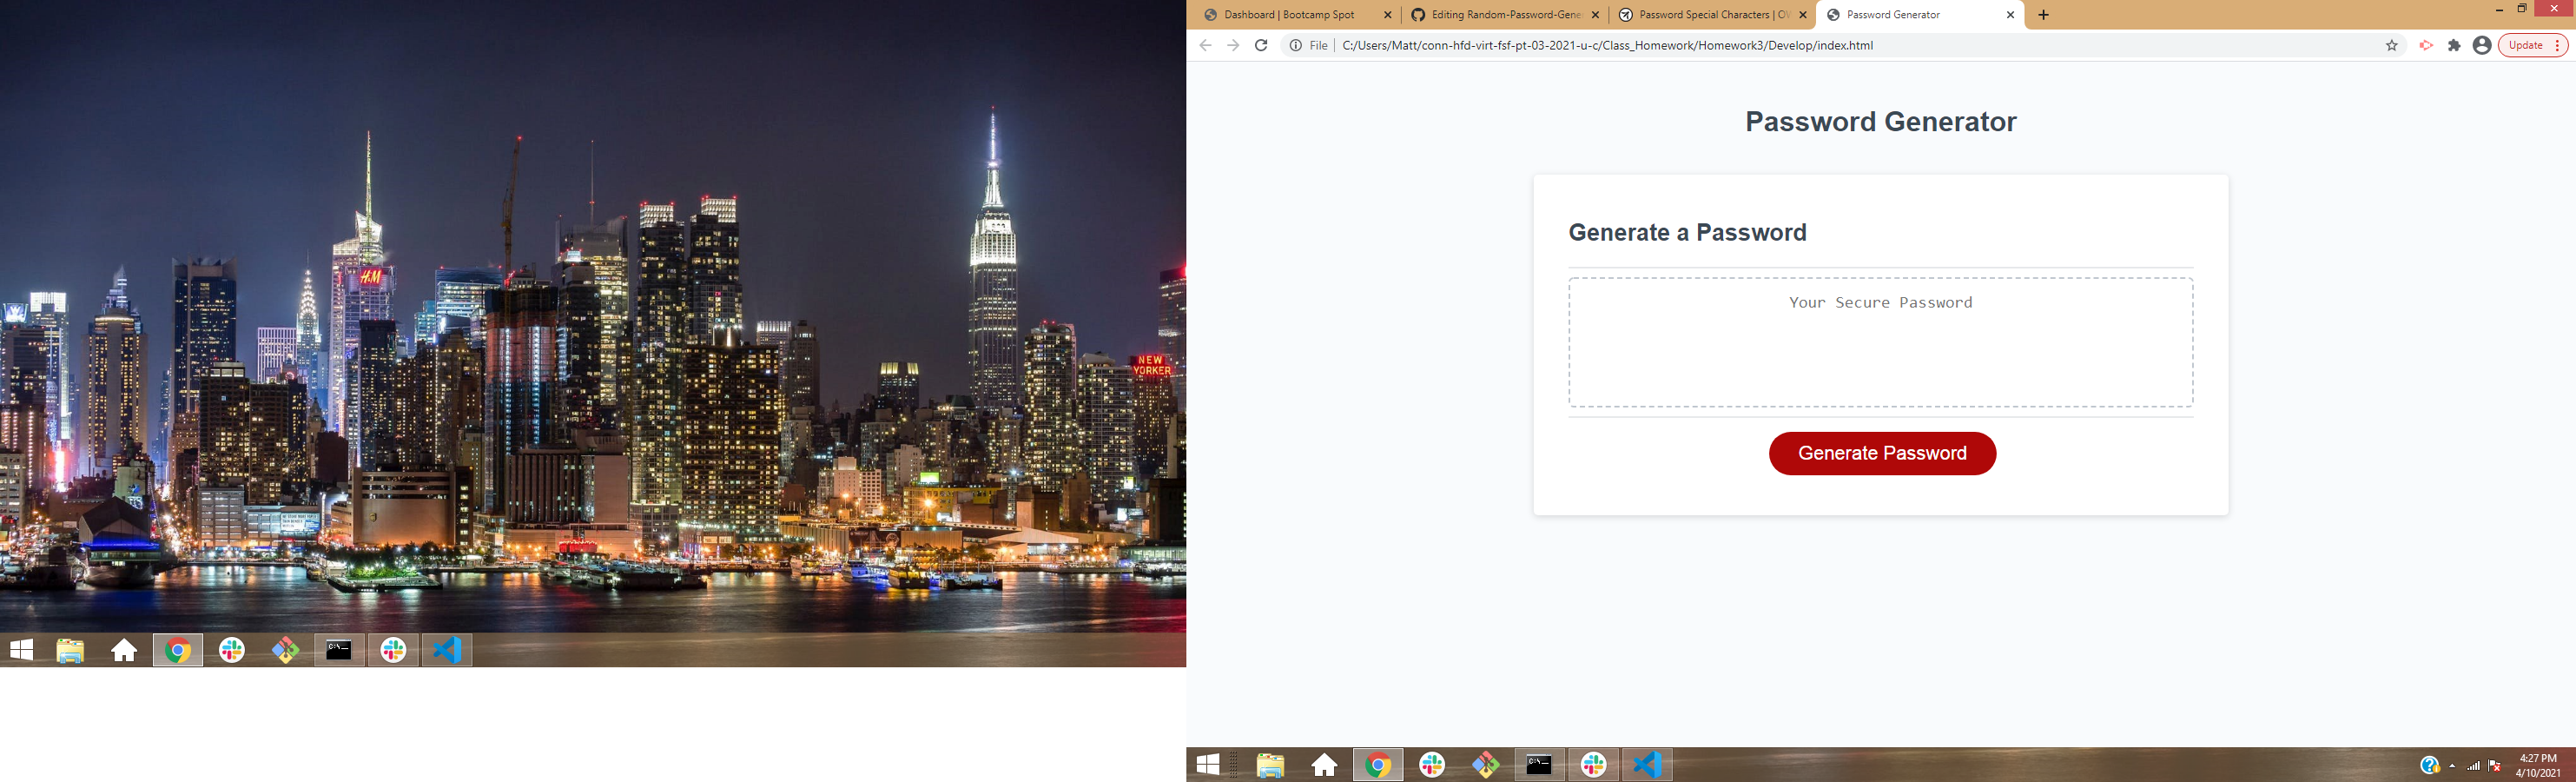 H&M
NEW
YORKER
Dashboard | Bootcamp Spot
Editing Random-Password-Gene
Password Special Characters | OW
Password Generator
File
C:/Users/Matt/conn-hfd-virt-fsf-pt-03-2021-u-c/Class_Homework/Homework3/Develop/index.html
Update
Password Generator
Generate a Password
Your Secure Password
Generate Password
C:\
C:\
4:27 PM
4/10/2021